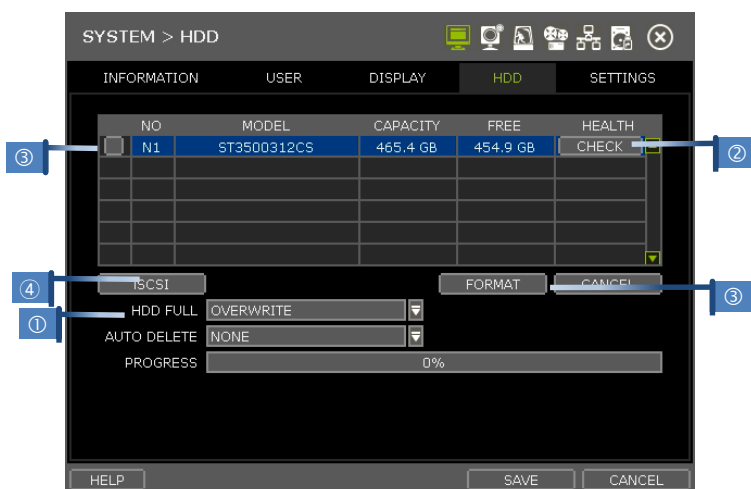 SYSTEM > HDD
INFORMATION USER DISPLAY HDD SETTINGS
NO MODEL CAPACITY FREE HEALTH
③ N1 ST3500312CS 465.4 GB 454.9 GB CHECK ②
④ ISCSI FORMAT CANCEL ③
① HDD FULL OVERWRITE
AUTO DELETE NONE
PROGRESS 0%
HELP SAVE CANCEL